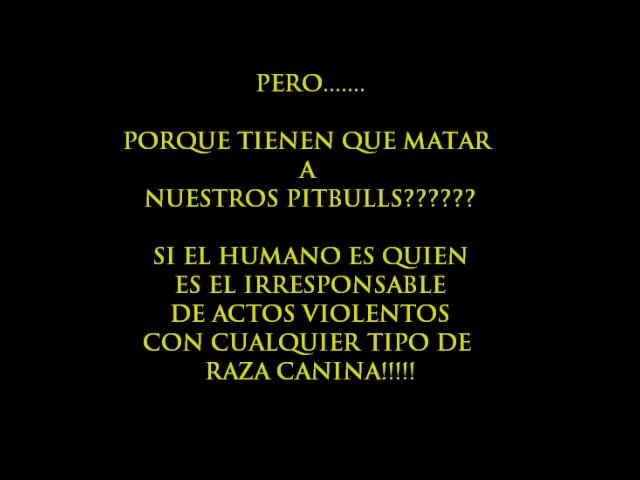 PERO.......
PORQUE TIENEN QUE MATAR
A
NUESTROS PITBULLS??????
SI EL HUMANO ES QUIEN
ES EL IRRESPONSABLE
DE ACTOS VIOLENTOS
CON CUALQUIER TIPO DE
RAZA CANINA!!!!!